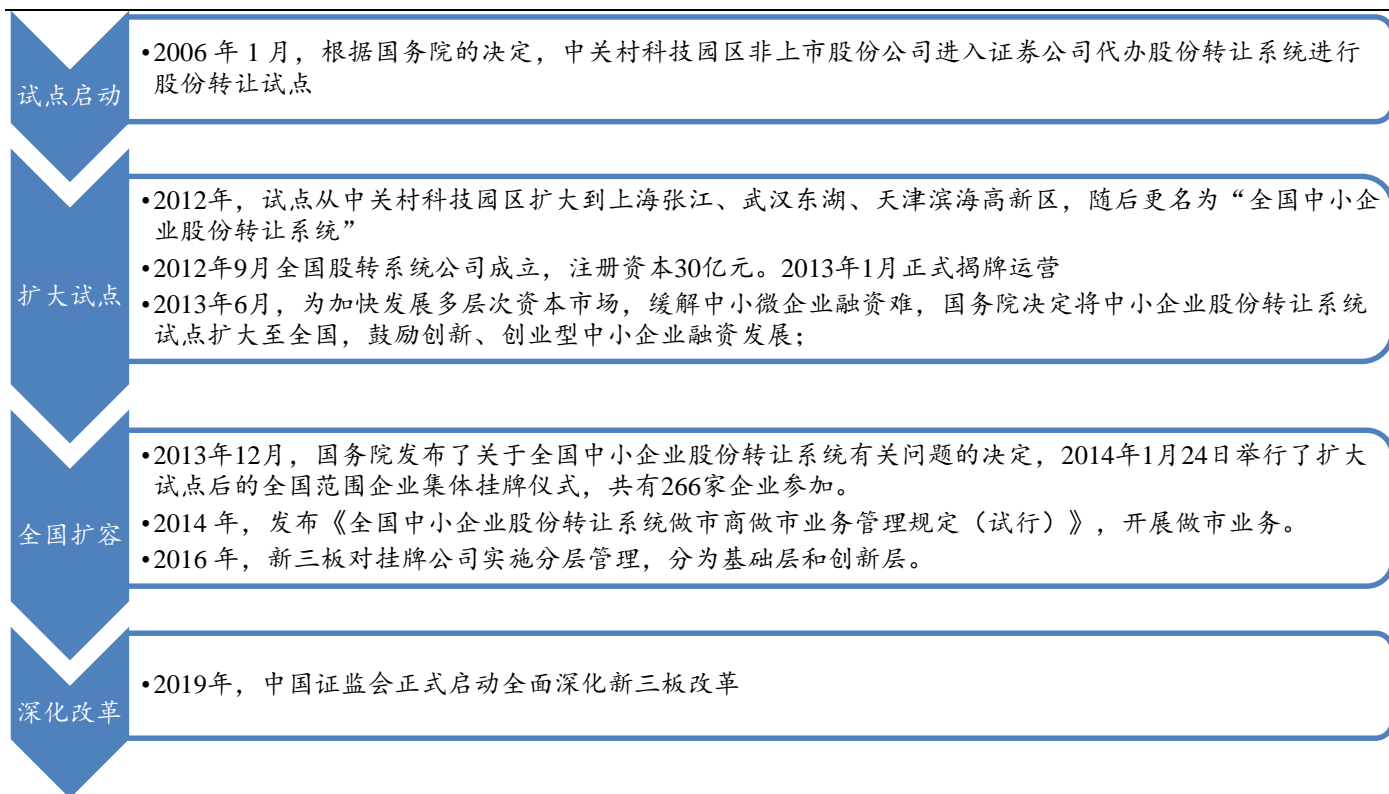 试点启动
•2006 年 1 月，根据国务院的决定，中关村科技园区非上市股份公司进入证券公司代办股份转让系统进行
股份转让试点
扩大试点
•2012年，试点从中关村科技园区扩大到上海张江、武汉东湖、天津滨海高新区，随后更名为“全国中小企
业股份转让系统”
•2012年9月全国股转系统公司成立，注册资本30亿元。2013年1月正式揭牌运营
•2013年6月，为加快发展多层次资本市场，缓解中小微企业融资难，国务院决定将中小企业股份转让系统
试点扩大至全国，鼓励创新、创业型中小企业融资发展；
全国扩容
•2013年12月，国务院发布了关于全国中小企业股份转让系统有关问题的决定，2014年1月24日举行了扩大
试点后的全国范围企业集体挂牌仪式，共有266家企业参加。
•2014 年，发布《全国中小企业股份转让系统做市商做市业务管理规定（试行）》，开展做市业务。
•2016 年，新三板对挂牌公司实施分层管理，分为基础层和创新层。
深化改革
•2019年，中国证监会正式启动全面深化新三板改革